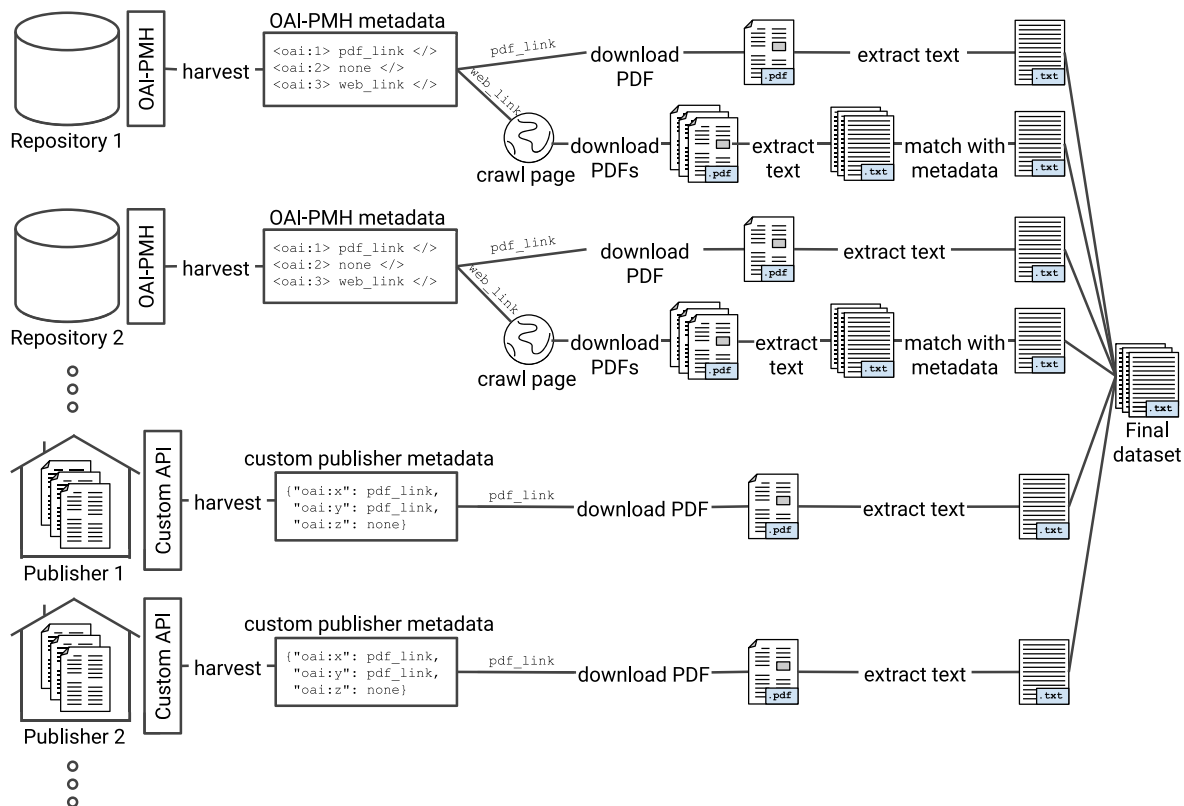 OAI-PMH metadata
OAI-PMH
harvest
<oai:1> pdf_link </>
<oai:2> none </>
<oai:3> web_link </>
pdf_link
web_link
download
PDF
.pdf
extract text
.txt
Repository 1
crawl page
download
PDFs
.pdf
extract
text
.txt
match with
metadata
.txt
OAI-PMH metadata
OAI-PMH
harvest
<oai:1> pdf_link </>
<oai:2> none </>
<oai:3> web_link </>
pdf_link
web_link
download
PDF
.pdf
extract text
.txt
Repository 2
crawl page
download
PDFs
.pdf
extract
text
.txt
match with
metadata
.txt
.txt
Final
dataset
custom publisher metadata
Custom API
harvest
{"oai:x": pdf_link,
"oai:y": pdf_link,
"oai:z": none}
pdf_link
download PDF
.pdf
extract text
.txt
Publisher 1
custom publisher metadata
Custom API
harvest
{"oai:x": pdf_link,
"oai:y": pdf_link,
"oai:z": none}
pdf_link
download PDF
.pdf
extract text
.txt
Publisher 2